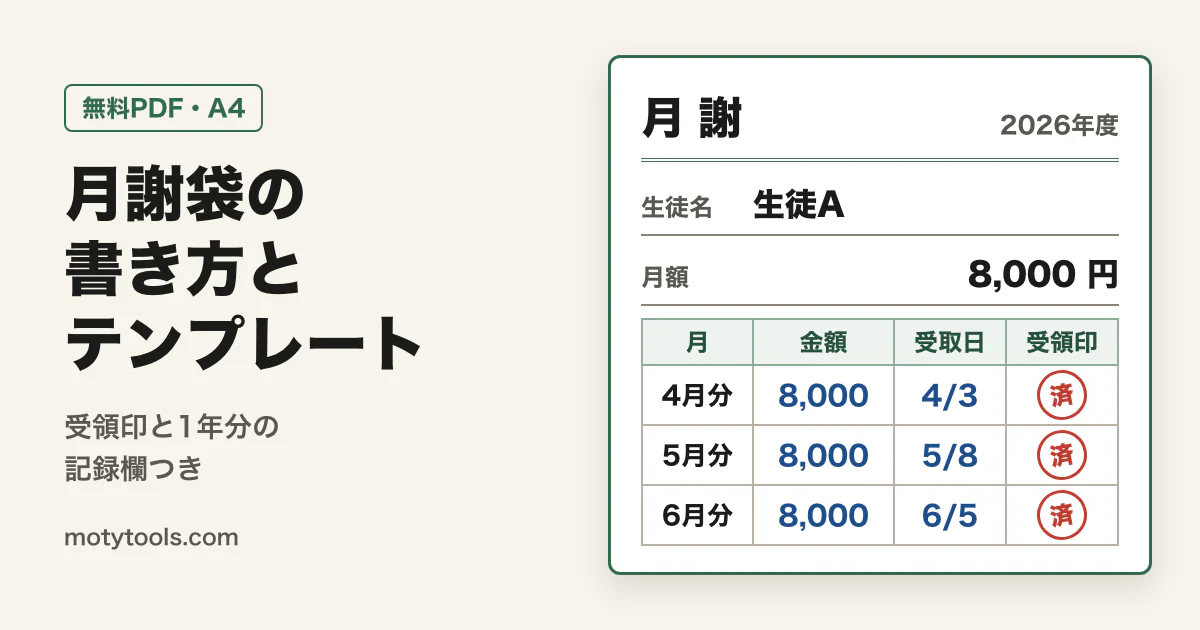 無料PDF・A4
月謝袋の
書き方と
テンプレート
受領印と1年分の
記録欄つき
motytools.com
月 謝 2026年度
生徒名 生徒A
月額 8,000 円
月 金額 受取日 受領印
4月分 8,000 4/3 済
5月分 8,000 5/8 済
6月分 8,000 6/5 済